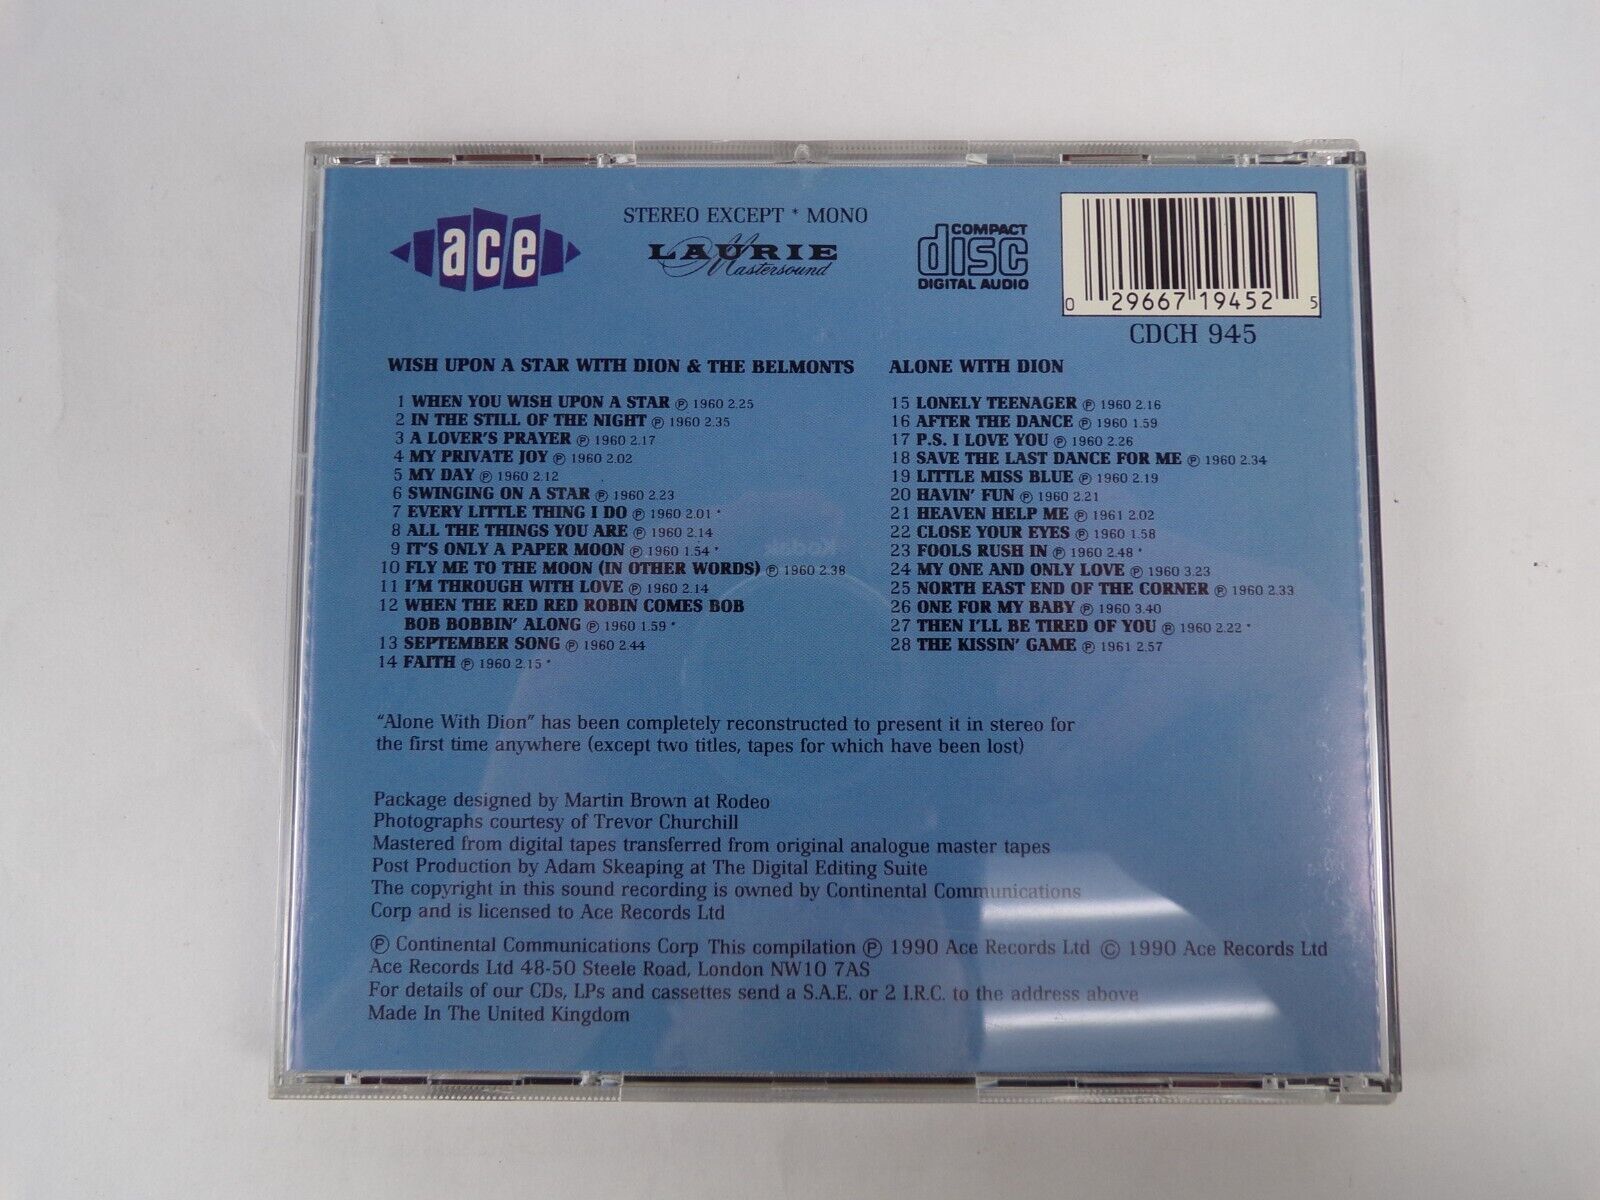 ace
STEREO EXCEPT * MONO
LAURIE
Mastersound
COMPACT
disc
DIGITAL AUDIO
0 29667 19452 5
CDCH 945
WISH UPON A STAR WITH DION & THE BELMONTS
1 WHEN YOU WISH UPON A STAR ℗ 1960 2.25
2 IN THE STILL OF THE NIGHT ℗ 1960 2.35
3 A LOVER'S PRAYER ℗ 1960 2.17
4 MY PRIVATE JOY ℗ 1960 2.02
5 MY DAY ℗ 1960 2.12
6 SWINGING ON A STAR ℗ 1960 2.23
7 EVERY LITTLE THING I DO ℗ 1960 2.01 *
8 ALL THE THINGS YOU ARE ℗ 1960 2.14
9 IT'S ONLY A PAPER MOON ℗ 1960 1.54 *
10 FLY ME TO THE MOON (IN OTHER WORDS) ℗ 1960 2.38
11 I'M THROUGH WITH LOVE ℗ 1960 2.14
12 WHEN THE RED RED ROBIN COMES BOB
BOB BOBBIN' ALONG ℗ 1960 1.59 *
13 SEPTEMBER SONG ℗ 1960 2.44
14 FAITH ℗ 1960 2.15 *
ALONE WITH DION
15 LONELY TEENAGER ℗ 1960 2.16
16 AFTER THE DANCE ℗ 1960 1.59
17 P.S. I LOVE YOU ℗ 1960 2.26
18 SAVE THE LAST DANCE FOR ME ℗ 1960 2.34
19 LITTLE MISS BLUE ℗ 1960 2.19
20 HAVIN' FUN ℗ 1960 2.21
21 HEAVEN HELP ME ℗ 1961 2.02
22 CLOSE YOUR EYES ℗ 1960 1.58
23 FOOLS RUSH IN ℗ 1960 2.48 *
24 MY ONE AND ONLY LOVE ℗ 1960 3.23
25 NORTH EAST END OF THE CORNER ℗ 1960 2.33
26 ONE FOR MY BABY ℗ 1960 3.40
27 THEN I'LL BE TIRED OF YOU ℗ 1960 2.22 *
28 THE KISSIN' GAME ℗ 1961 2.57
Kodak
"Alone With Dion" has been completely reconstructed to present it in stereo for
the first time anywhere (except two titles, tapes for which have been lost)
Package designed by Martin Brown at Rodeo
Photographs courtesy of Trevor Churchill
Mastered from digital tapes transferred from original analogue master tapes
Post Production by Adam Skeaping at The Digital Editing Suite
The copyright in this sound recording is owned by Continental Communications
Corp and is licensed to Ace Records Ltd
℗ Continental Communications Corp This compilation ℗ 1990 Ace Records Ltd © 1990 Ace Records Ltd
Ace Records Ltd 48-50 Steele Road, London NW10 7AS
For details of our CDs, LPs and cassettes send a S.A.E. or 2 I.R.C. to the address above
Made In The United Kingdom